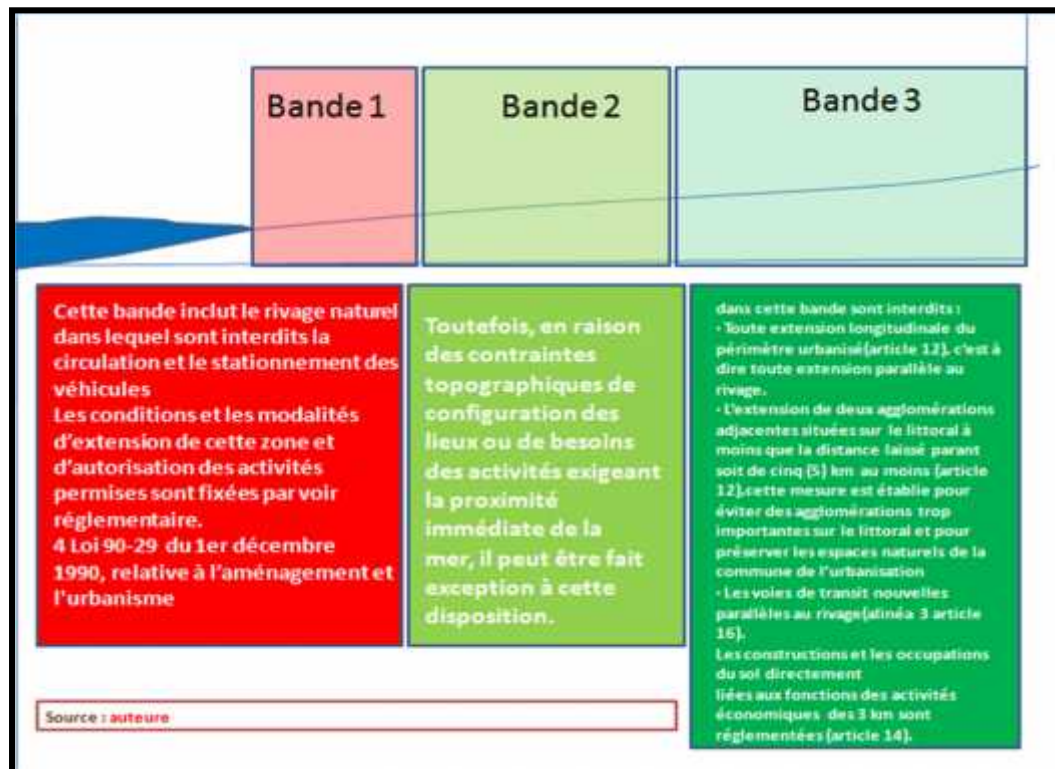 Bande 1
Bande 2
Bande 3
Cette bande inclut le rivage naturel
dans lequel sont interdits la
circulation et le stationnement des
véhicules
Les conditions et les modalités
d'extension de cette zone et
d'autorisation des activités
permises sont fixées par voir
réglementaire.
4 Loi 90-29 du 1er décembre
1990, relative à l'aménagement et
l'urbanisme
Toutefois, en raison
des contraintes
topographiques de
configuration des
lieux ou de besoins
des activités exigeant
la proximité
immédiate de la
mer, il peut être fait
exception à cette
disposition.
dans cette bande sont interdits :
• Toute extension longitudinale du
périmètre urbanisé(article 12), c'est à
dire toute extension parallèle au
rivage.
• L'extension de deux agglomérations
adjacentes situées sur le littoral à
moins que la distance laissé parant
soit de cinq (5) km au moins (article
12).cette mesure est établie pour
éviter des agglomérations trop
importantes sur le littoral et pour
préserver les espaces naturels de la
commune de l'urbanisation
• Les voies de transit nouvelles
parallèles au rivage(alinéa 3 article
16).
Les constructions et les occupations
du sol directement
liées aux fonctions des activités
économiques des 3 km sont
réglementées (article 14).
Source : auteure